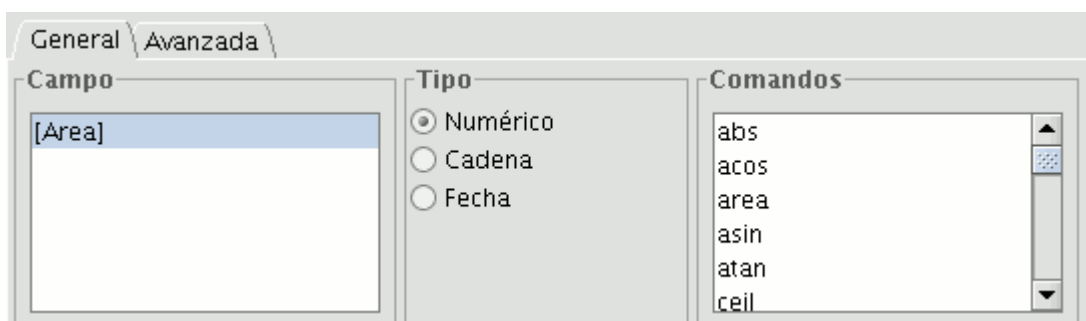 General
Avanzada
Campo
[Area]
Tipo
Numérico
Cadena
Fecha
Comandos
abs
acos
area
asin
atan
ceil